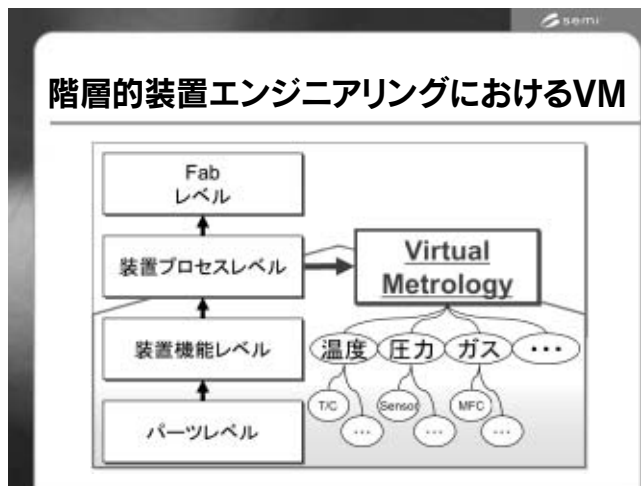 semi
階層的装置エンジニアリングにおけるVM
Fab
レベル
装置プロセスレベル
Virtual
Metrology
装置機能レベル
温度
圧力
ガス
・・・
T/C
Sensor
MFC
・・・
・・・
・・・
パーツレベル